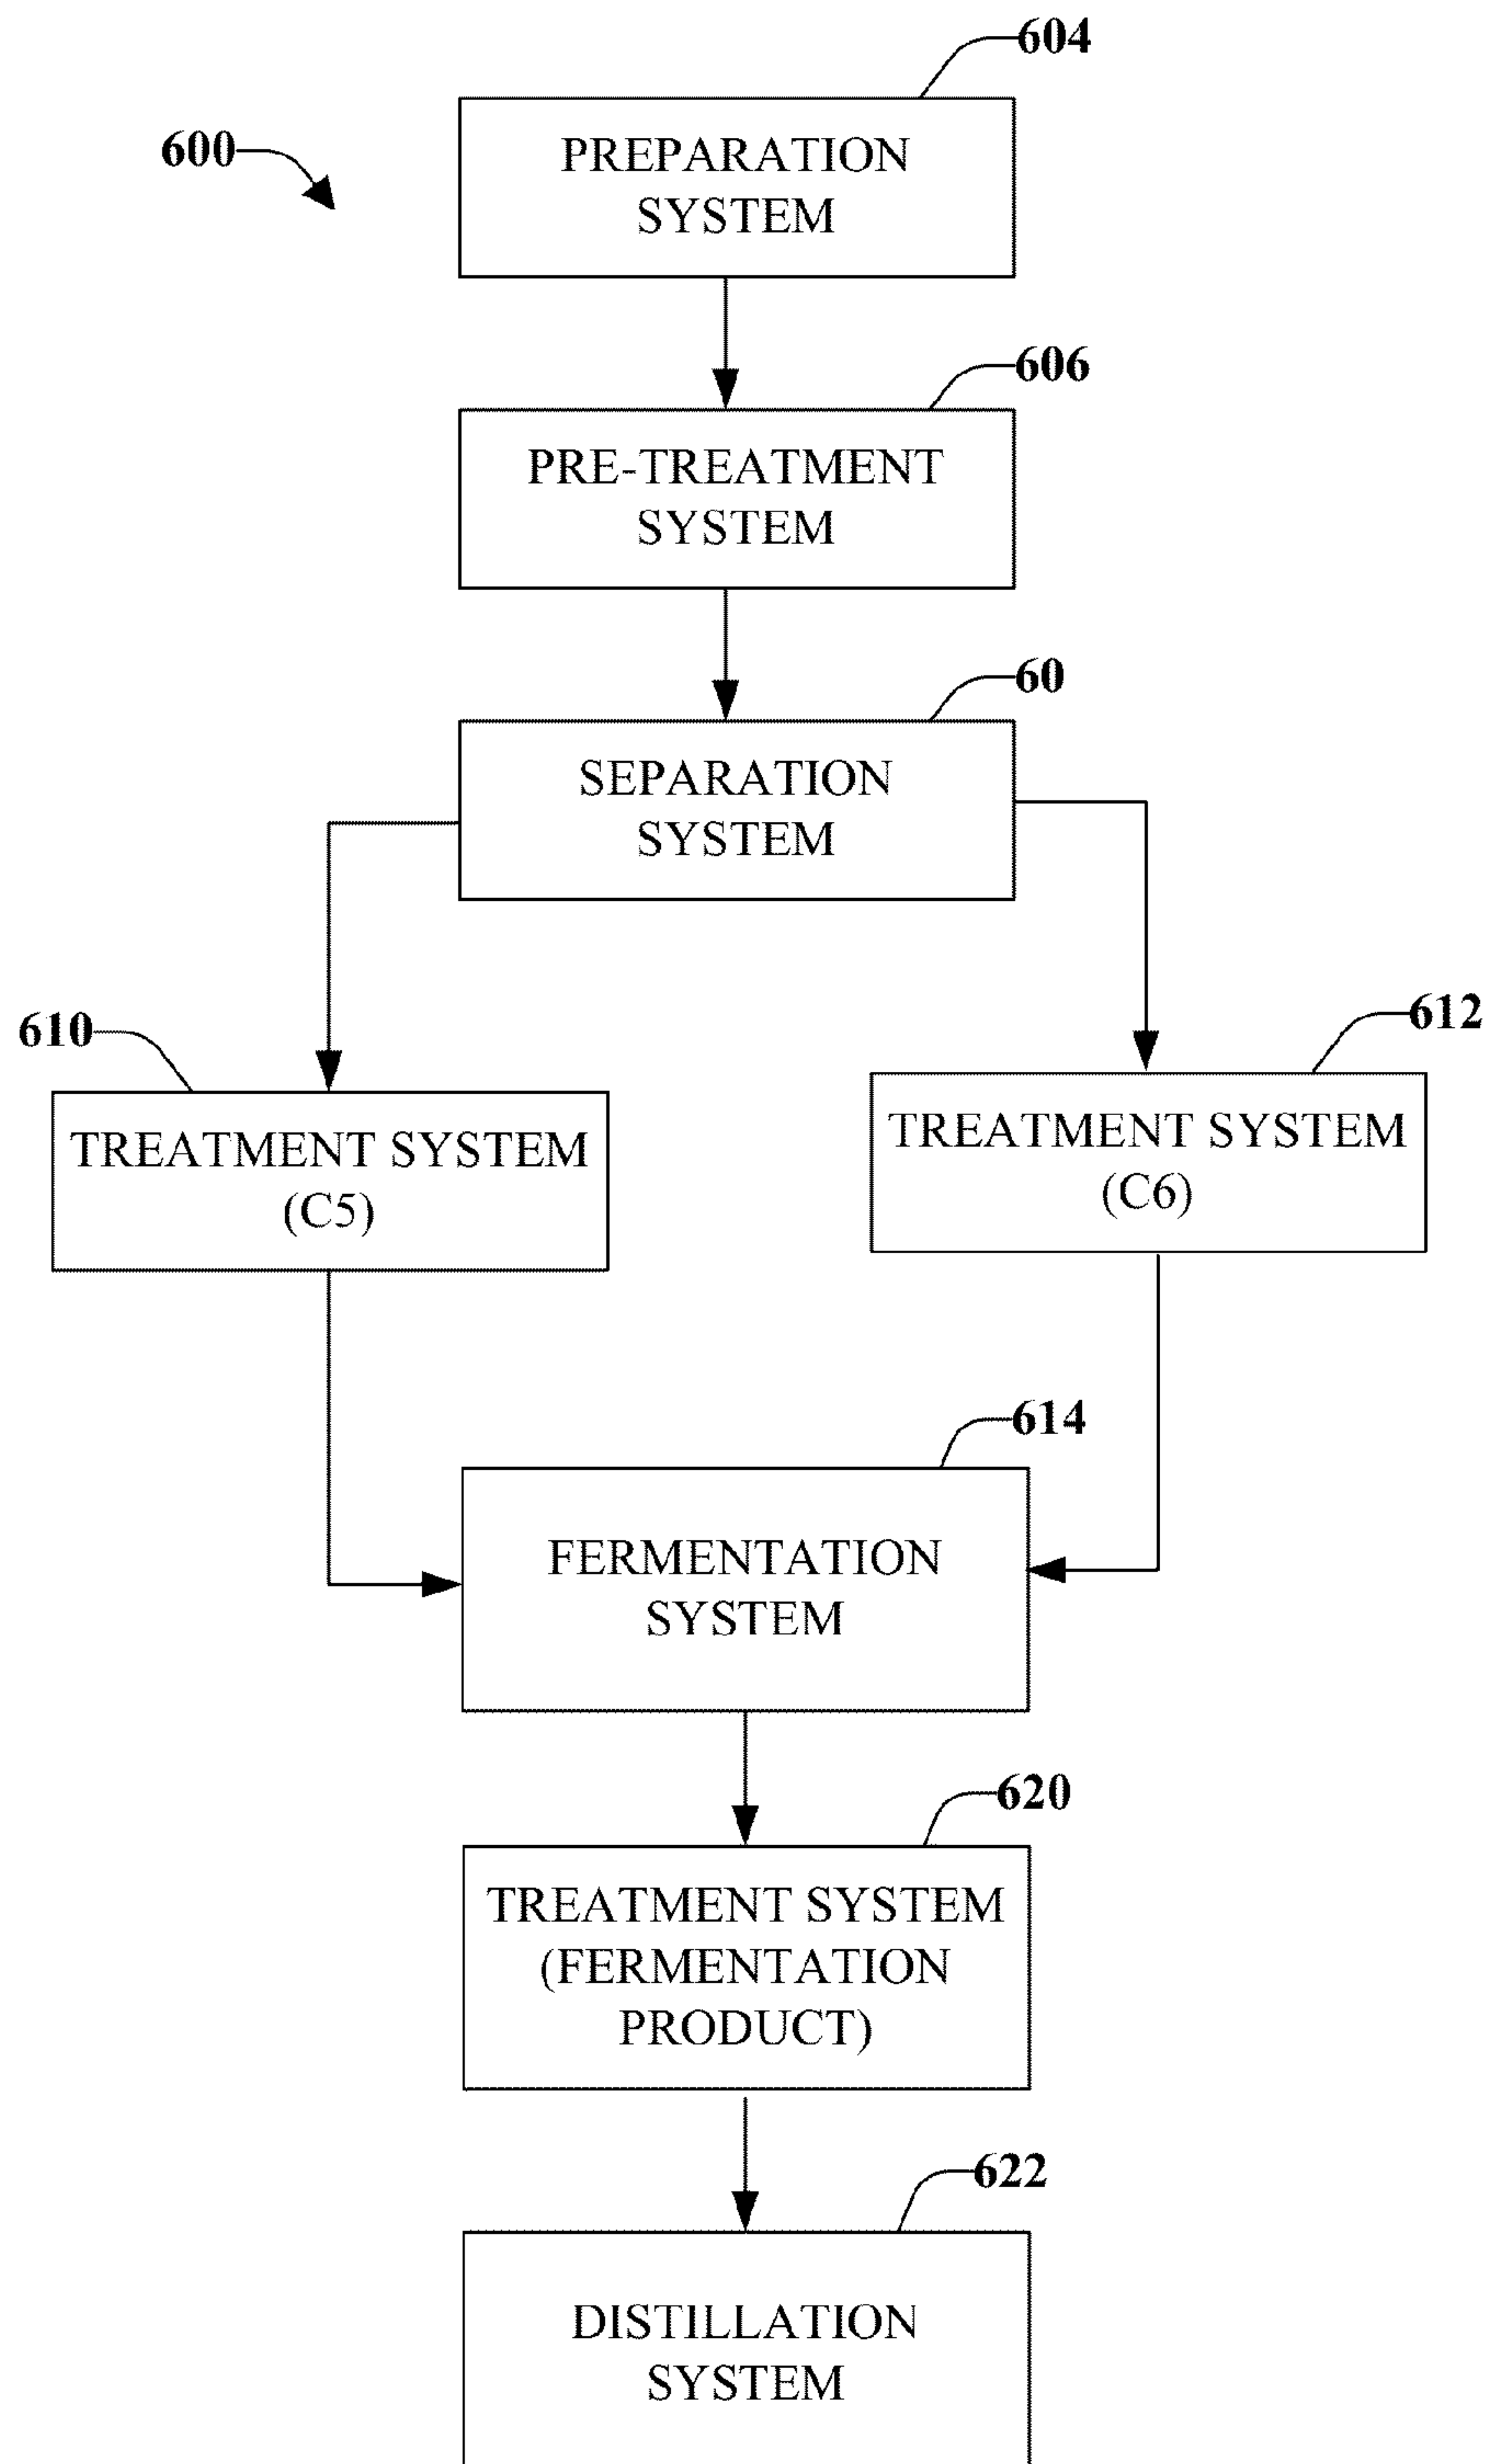 604
600
PREPARATION
SYSTEM
606
PRE-TREATMENT
SYSTEM
60
SEPARATION
SYSTEM
610
612
TREATMENT SYSTEM
(C5)
TREATMENT SYSTEM
(C6)
614
FERMENTATION
SYSTEM
620
TREATMENT SYSTEM
(FERMENTATION
PRODUCT)
622
DISTILLATION
SYSTEM